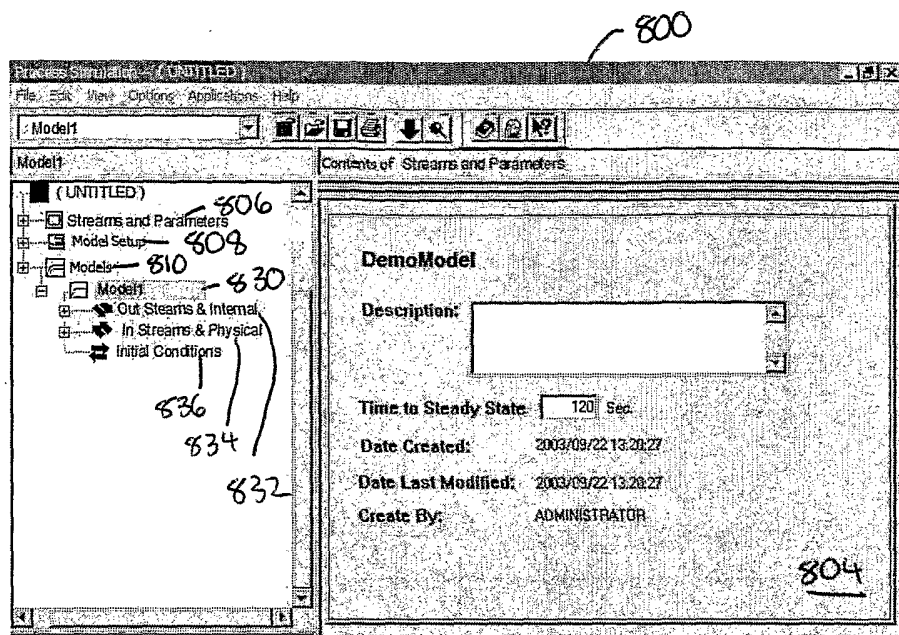 800
Process Simulation -- ( UNTITLED )
File Edit View Options Applications Help
: Model1
Model1
Contents of Streams and Parameters
( UNTITLED )
Streams and Parameters 806
Model Setup 808
Models 810
Model1 830
Out Steams & Internal
In Streams & Physical
Initial Conditions
836
834
832
DemoModel
Description:
Time to Steady State 120 Sec.
Date Created: 2003/09/22 13:20:27
Date Last Modified: 2003/09/22 13:20:27
Create By: ADMINISTRATOR
804